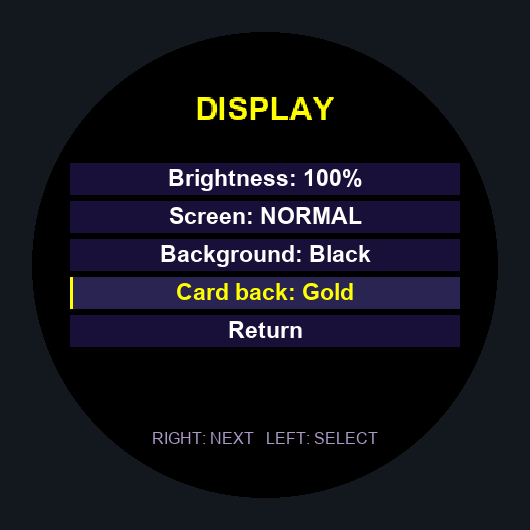 DISPLAY
Brightness: 100%
Screen: NORMAL
Background: Black
Card back: Gold
Return
RIGHT: NEXT LEFT: SELECT